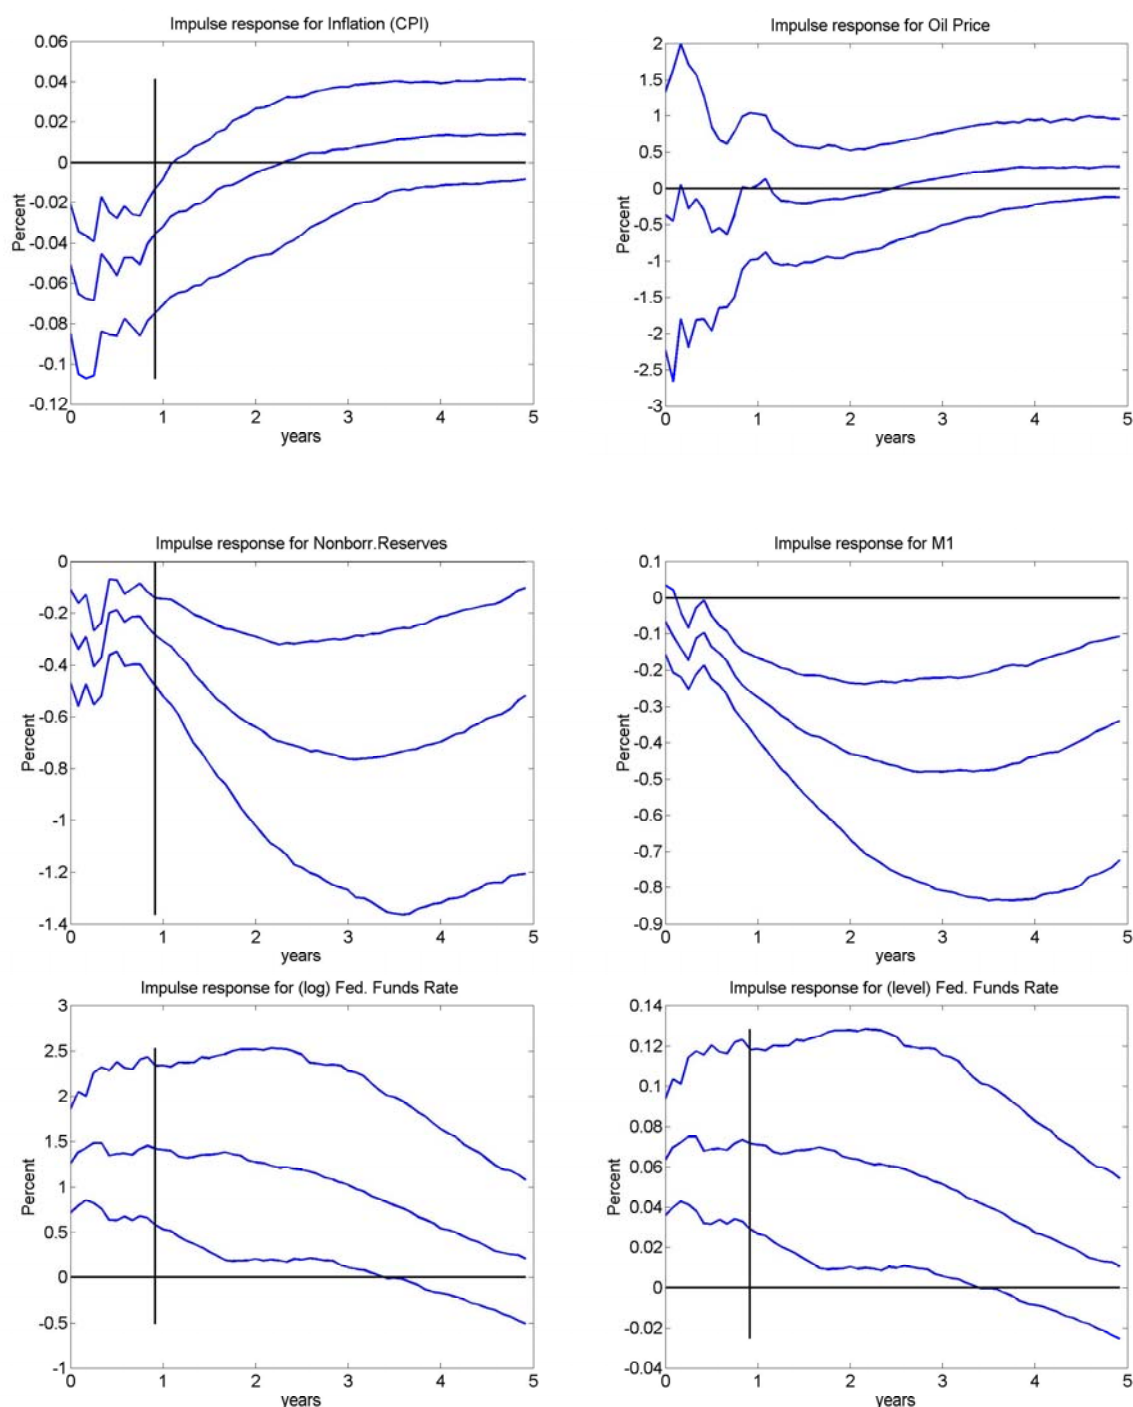 Impulse response for Inflation (CPI)
0.06
0.04
0.02
0
-0.02
-0.04
-0.06
-0.08
-0.1
-0.12
Percent
0 1 2 3 4 5
years
Impulse response for Oil Price
2
1.5
1
0.5
0
-0.5
-1
-1.5
-2
-2.5
-3
Percent
0 1 2 3 4 5
years
Impulse response for Nonborr.Reserves
0
-0.2
-0.4
-0.6
-0.8
-1
-1.2
-1.4
Percent
0 1 2 3 4 5
years
Impulse response for M1
0.1
0
-0.1
-0.2
-0.3
-0.4
-0.5
-0.6
-0.7
-0.8
-0.9
Percent
0 1 2 3 4 5
years
Impulse response for (log) Fed. Funds Rate
3
2.5
2
1.5
1
0.5
0
-0.5
-1
Percent
0 1 2 3 4 5
years
Impulse response for (level) Fed. Funds Rate
0.14
0.12
0.1
0.08
0.06
0.04
0.02
0
-0.02
-0.04
Percent
0 1 2 3 4 5
years